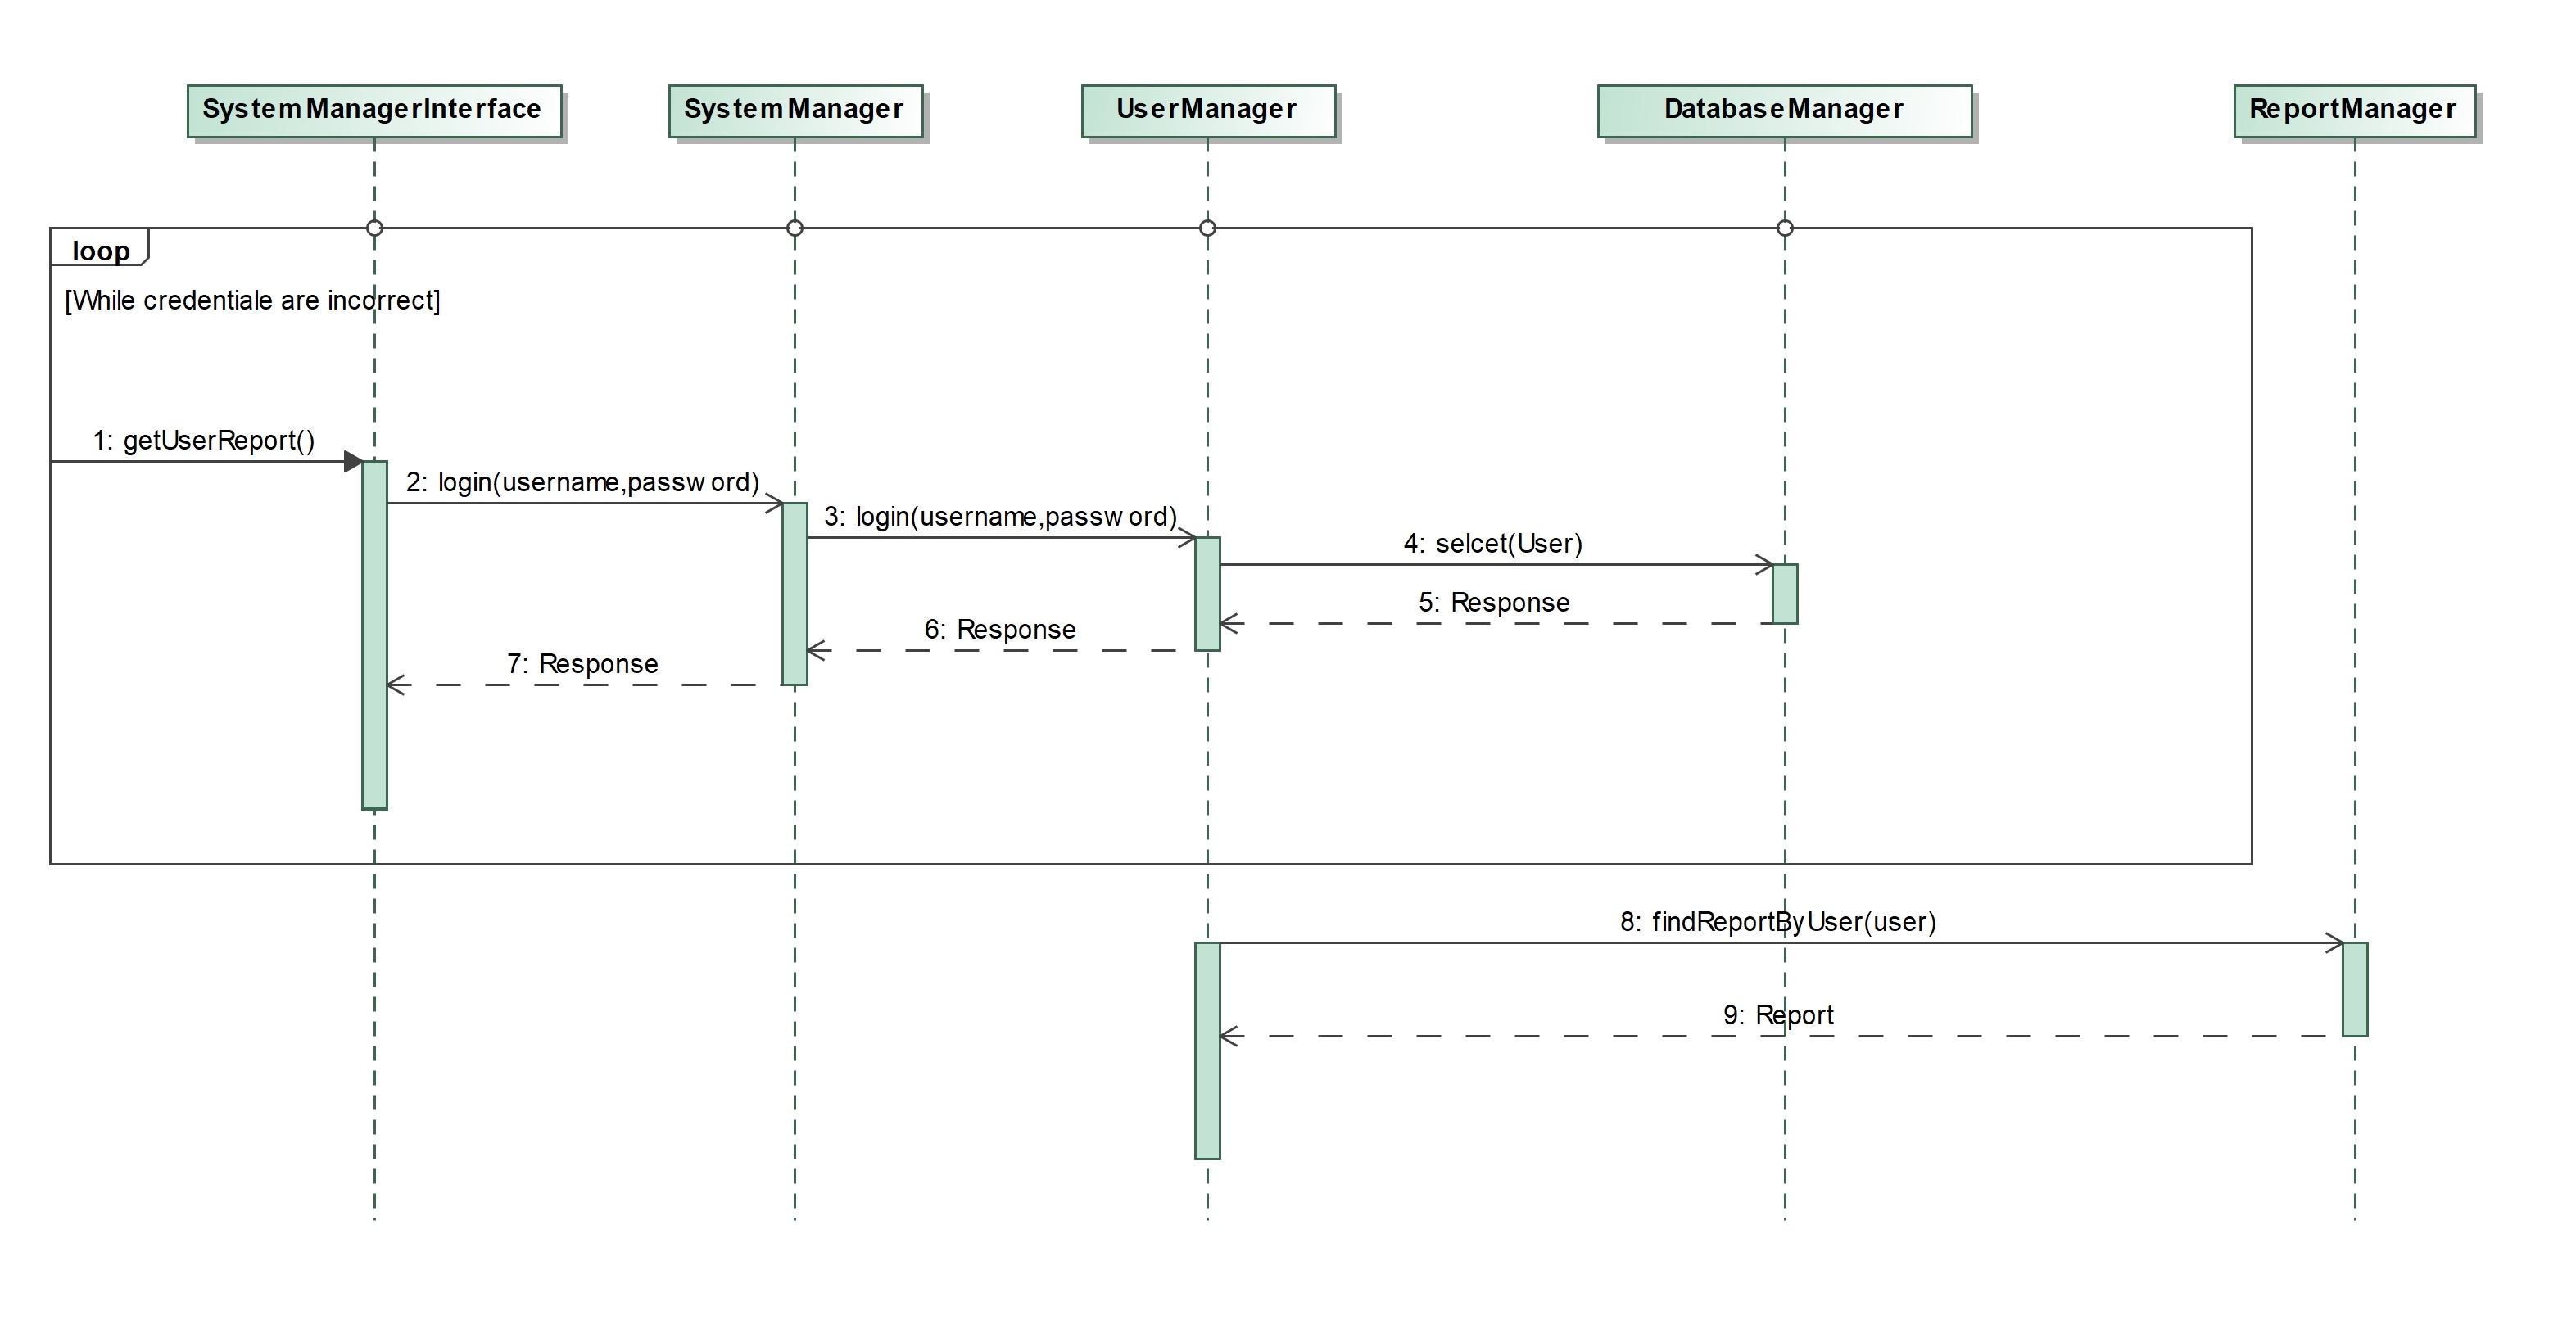 SystemManagerInterface
SystemManager
UserManager
DatabaseManager
ReportManager
loop
[While credentiale are incorrect]
1: getUserReport()
2: login(username,password)
3: login(username,password)
4: selcet(User)
5: Response
6: Response
7: Response
8: findReportByUser(user)
9: Report